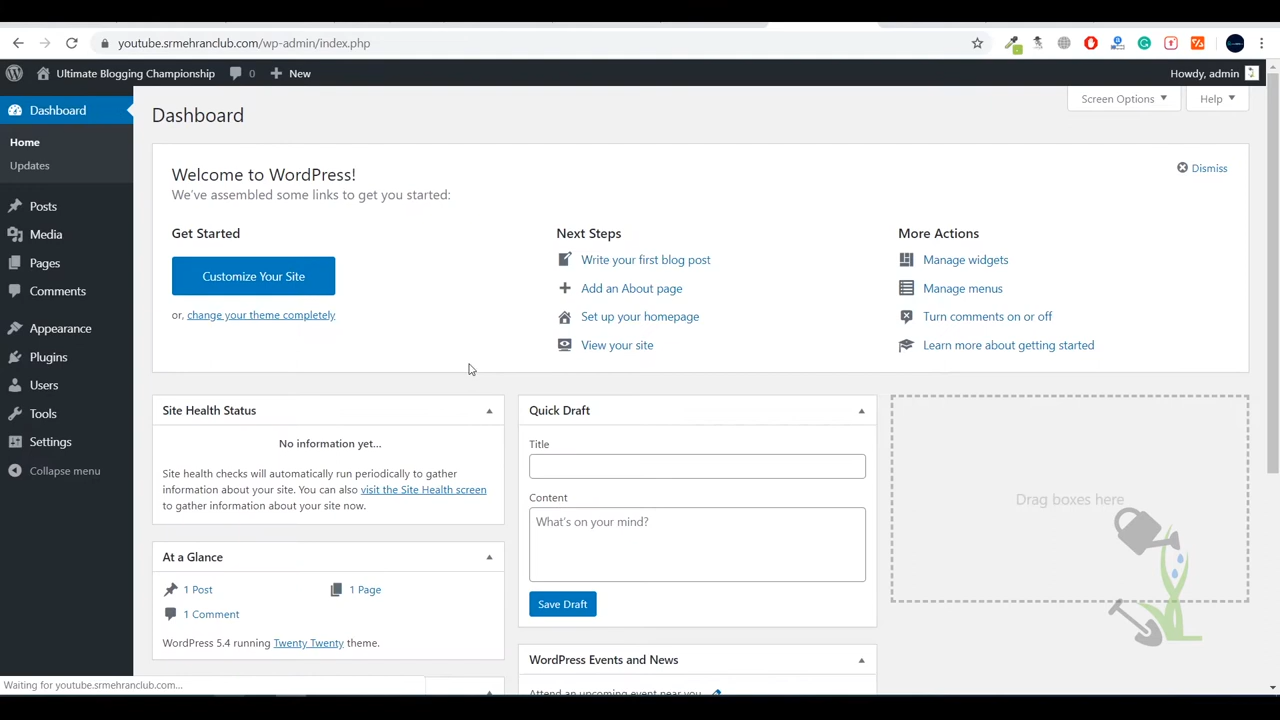 youtube.srmehranclub.com/wp-admin/index.php
Ultimate Blogging Championship 0 New Howdy, admin
Dashboard
Home
Updates
Posts
Media
Pages
Comments
Appearance
Plugins
Users
Tools
Settings
Collapse menu
Dashboard
Screen Options Help
Welcome to WordPress!
Dismiss
We've assembled some links to get you started:
Get Started
Customize Your Site
or, change your theme completely
Next Steps
Write your first blog post
Add an About page
Set up your homepage
View your site
More Actions
Manage widgets
Manage menus
Turn comments on or off
Learn more about getting started
Site Health Status
No information yet...
Site health checks will automatically run periodically to gather
information about your site. You can also visit the Site Health screen
to gather information about your site now.
At a Glance
1 Post 1 Page
1 Comment
WordPress 5.4 running Twenty Twenty theme.
Quick Draft
Title
Content
What's on your mind?
Save Draft
WordPress Events and News
Attend an upcoming event near you.
Drag boxes here
Waiting for youtube.srmehranclub.com...